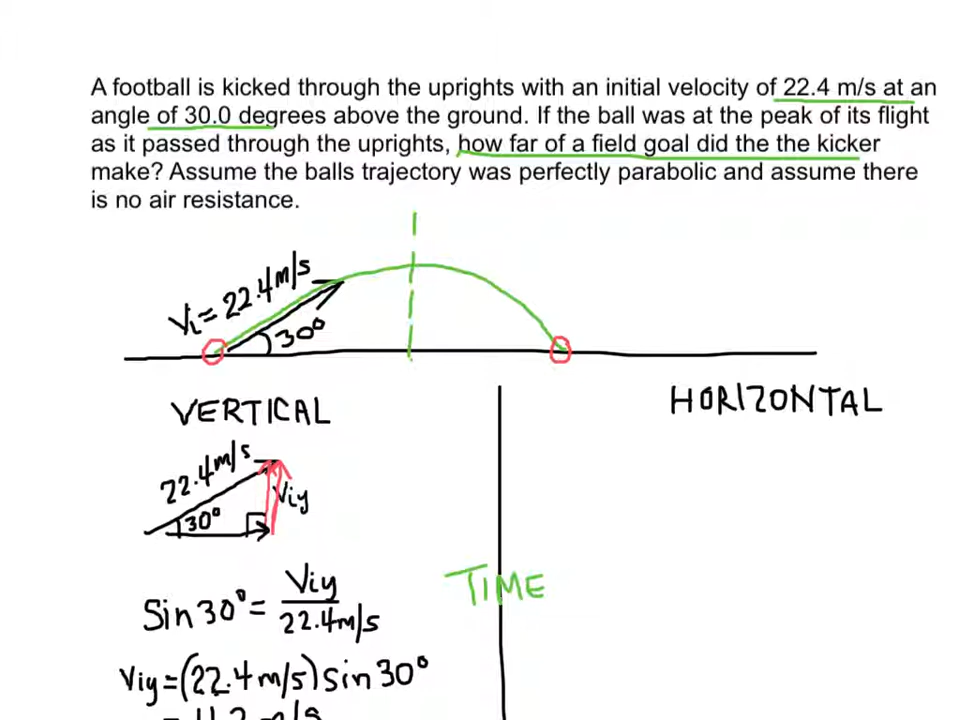 A football is kicked through the uprights with an initial velocity of 22.4 m/s at an
angle of 30.0 degrees above the ground. If the ball was at the peak of its flight
as it passed through the uprights, how far of a field goal did the the kicker
make? Assume the balls trajectory was perfectly parabolic and assume there
is no air resistance.
Vi = 22.4 m/s
30°
VERTICAL
HORIZONTAL
22.4 m/s
Viy
30°
TIME
Sin 30° = Viy / 22.4 m/s
Viy = (22.4 m/s) sin 30°